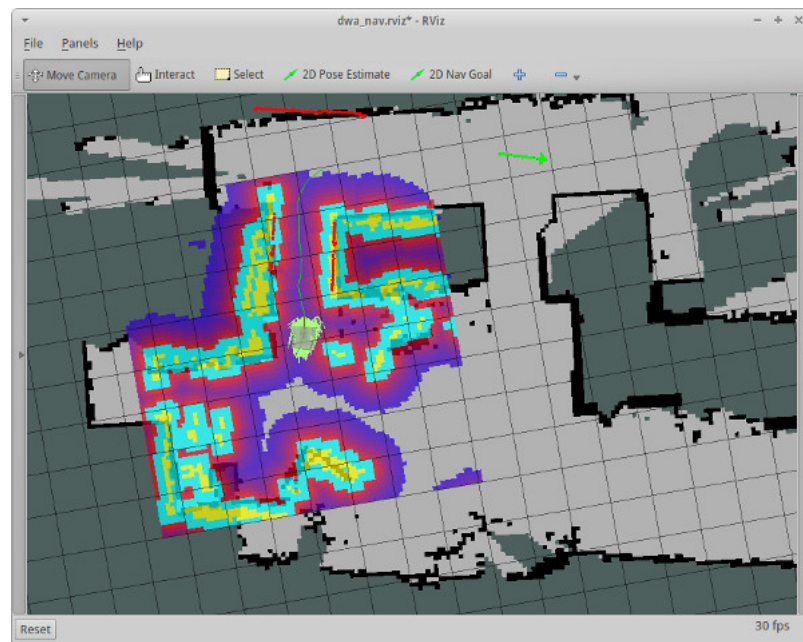 dwa_nav.rviz* - RViz
File Panels Help
Move Camera Interact Select 2D Pose Estimate 2D Nav Goal
Reset 30 fps